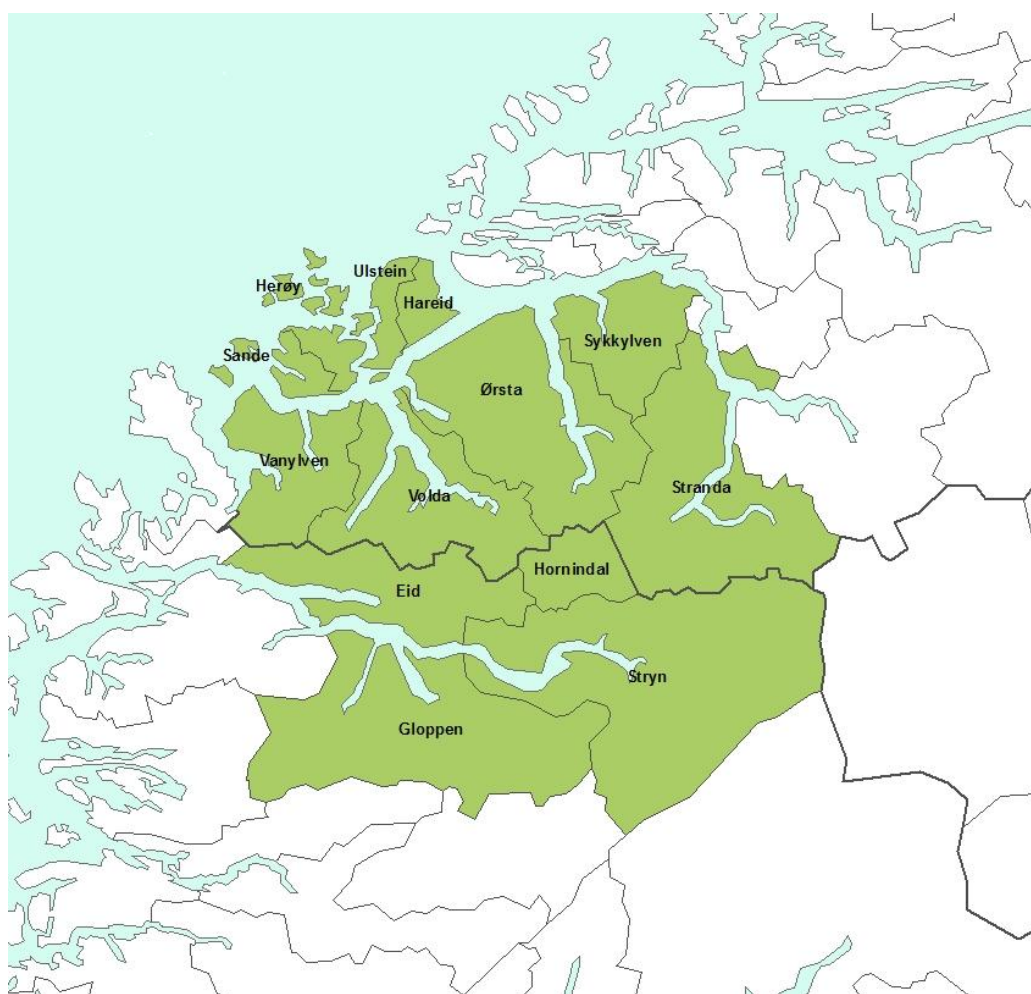 Ulstein
Herøy
Hareid
Sykkylven
Sande
Ørsta
Vanylven
Stranda
Volda
Hornindal
Eid
Stryn
Gloppen